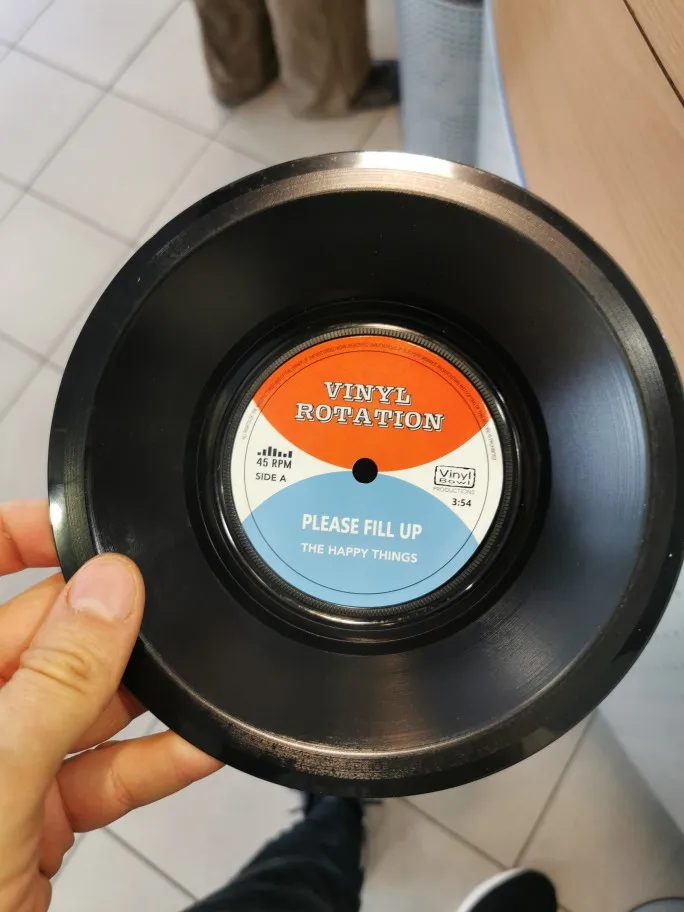 VINYL
ROTATION
45 RPM
SIDE A
Vinyl
Bowl
PRODUCTIONS
3:54
PLEASE FILL UP
THE HAPPY THINGS